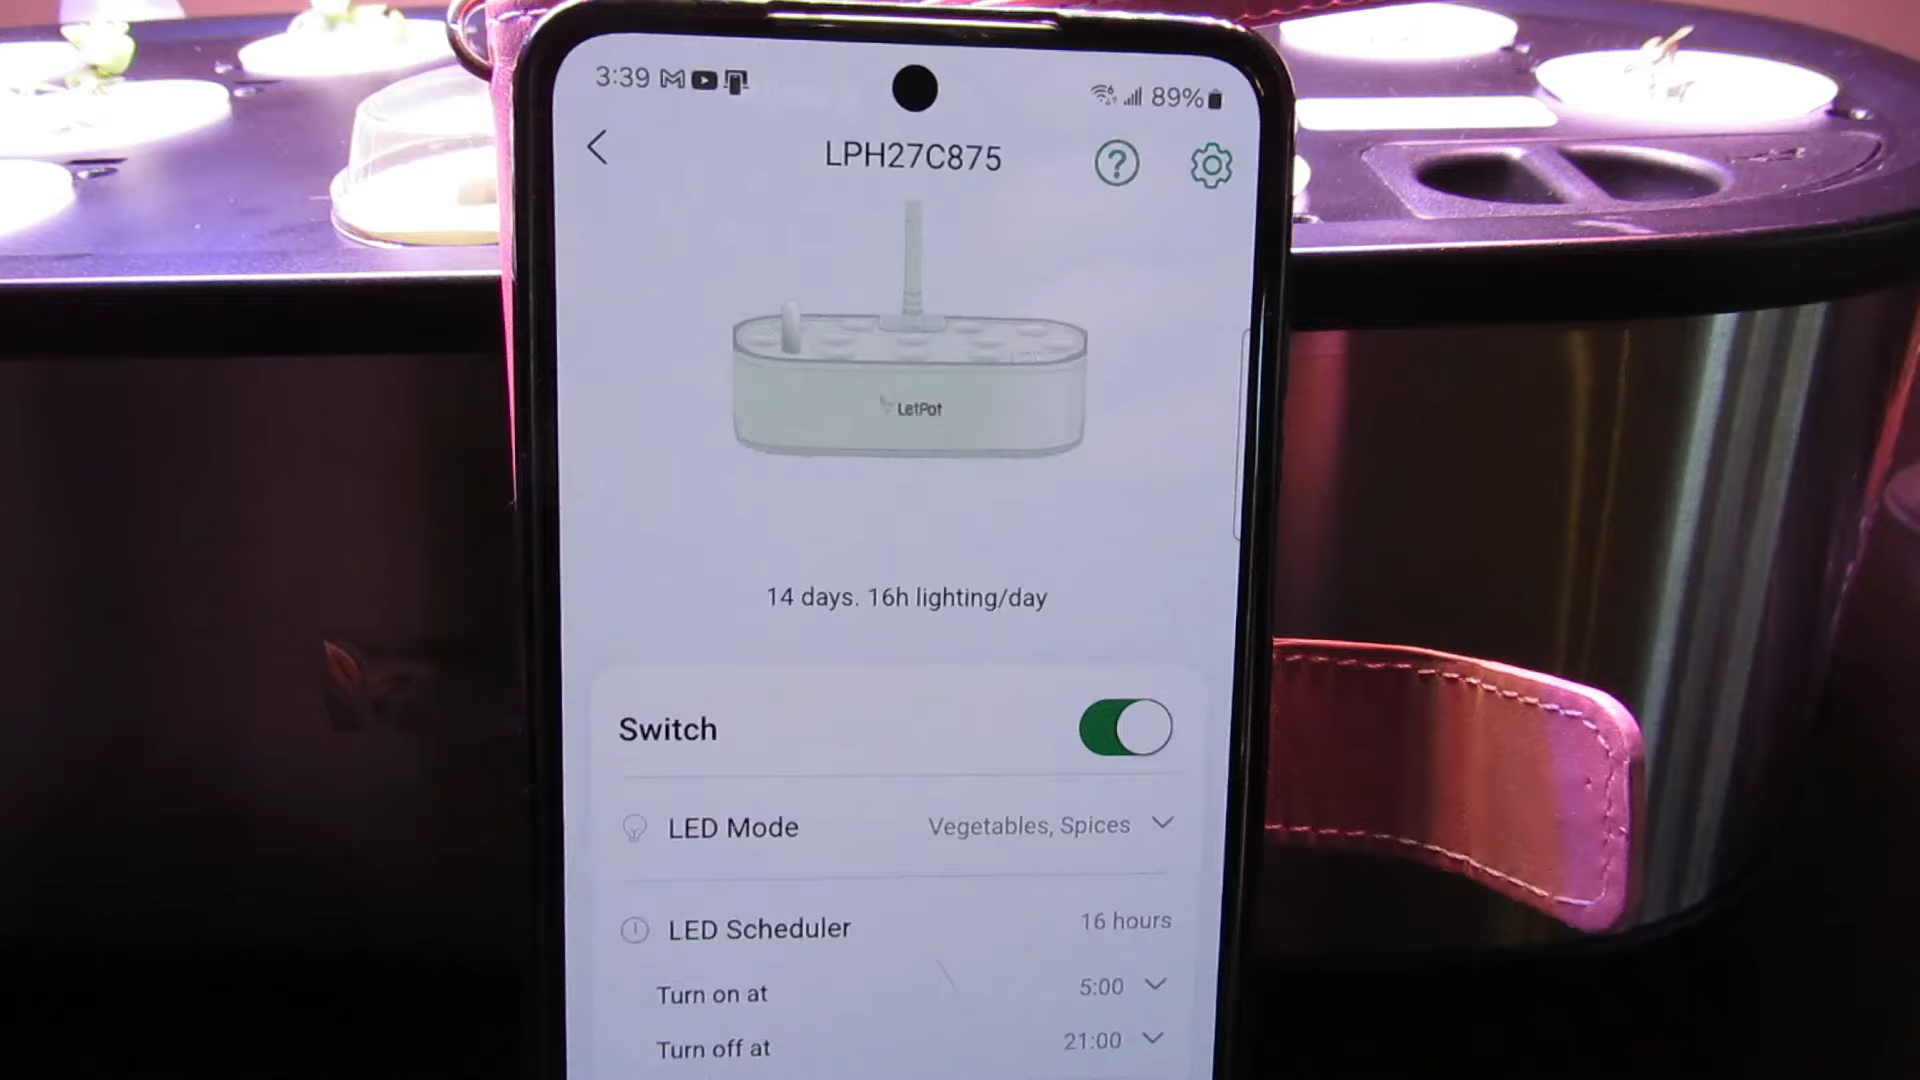 3:39 89%
LPH27C875
LetPot
14 days. 16h lighting/day
Switch
LED Mode Vegetables, Spices
LED Scheduler 16 hours
Turn on at 5:00
Turn off at 21:00